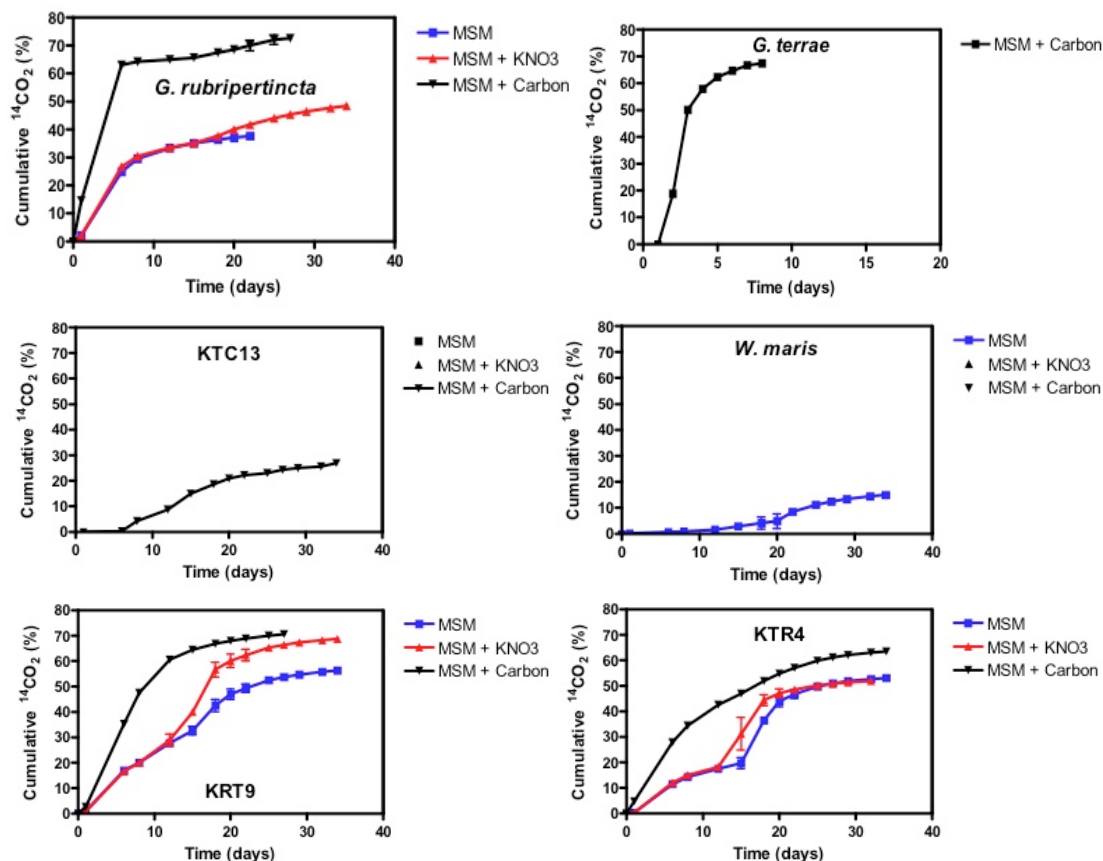 80
70
60
50
40
30
20
10
0
Cumulative ¹⁴CO₂ (%)
G. rubripertincta
0 10 20 30 40
Time (days)
MSM
MSM + KNO3
MSM + Carbon
80
70
60
50
40
30
20
10
0
Cumulative ¹⁴CO₂ (%)
G. terrae
0 5 10 15 20
Time (days)
MSM + Carbon
80
70
60
50
40
30
20
10
0
Cumulative ¹⁴CO₂ (%)
KTC13
0 10 20 30 40
Time (days)
MSM
MSM + KNO3
MSM + Carbon
80
70
60
50
40
30
20
10
0
Cumulative ¹⁴CO₂ (%)
W. maris
0 10 20 30 40
Time (days)
MSM
MSM + KNO3
MSM + Carbon
80
70
60
50
40
30
20
10
0
Cumulative ¹⁴CO₂ (%)
KRT9
0 10 20 30 40
Time (days)
MSM
MSM + KNO3
MSM + Carbon
80
70
60
50
40
30
20
10
0
Cumulative ¹⁴CO₂ (%)
KTR4
0 10 20 30 40
Time (days)
MSM
MSM + KNO3
MSM + Carbon